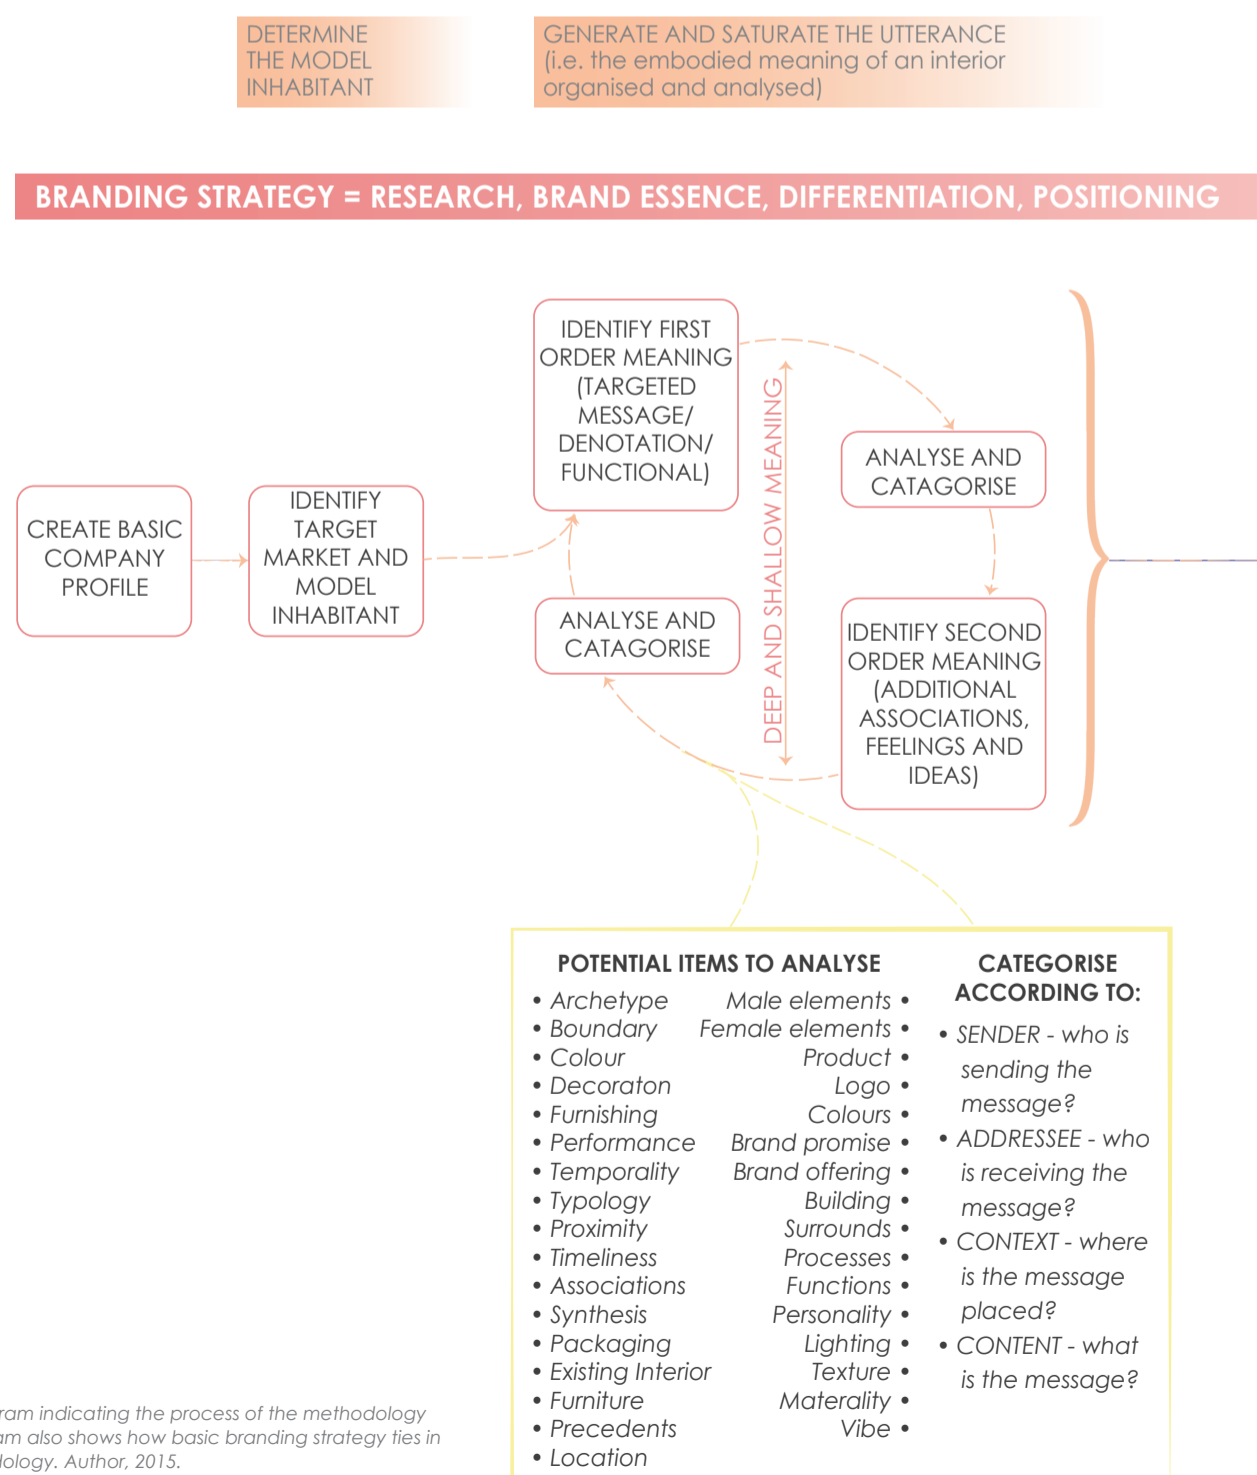 DETERMINE
THE MODEL
INHABITANT
GENERATE AND SATURATE THE UTTERANCE
(i.e. the embodied meaning of an interior
organised and analysed)
BRANDING STRATEGY = RESEARCH, BRAND ESSENCE, DIFFERENTIATION, POSITIONING
CREATE BASIC
COMPANY
PROFILE
IDENTIFY
TARGET
MARKET AND
MODEL
INHABITANT
IDENTIFY FIRST
ORDER MEANING
(TARGETED
MESSAGE/
DENOTATION/
FUNCTIONAL)
ANALYSE AND
CATAGORISE
DEEP AND SHALLOW MEANING
ANALYSE AND
CATAGORISE
IDENTIFY SECOND
ORDER MEANING
(ADDITIONAL
ASSOCIATIONS,
FEELINGS AND
IDEAS)
POTENTIAL ITEMS TO ANALYSE
• Archetype
• Boundary
• Colour
• Decoraton
• Furnishing
• Performance
• Temporality
• Typology
• Proximity
• Timeliness
• Associations
• Synthesis
• Packaging
• Existing Interior
• Furniture
• Precedents
• Location
Male elements •
Female elements •
Product •
Logo •
Colours •
Brand promise •
Brand offering •
Building •
Surrounds •
Processes •
Functions •
Personality •
Lighting •
Texture •
Materality •
Vibe •
CATEGORISE
ACCORDING TO:
• SENDER - who is
sending the
message?
• ADDRESSEE - who
is receiving the
message?
• CONTEXT - where
is the message
placed?
• CONTENT - what
is the message?
ram indicating the process of the methodology
am also shows how basic branding strategy ties in
dology. Author, 2015.